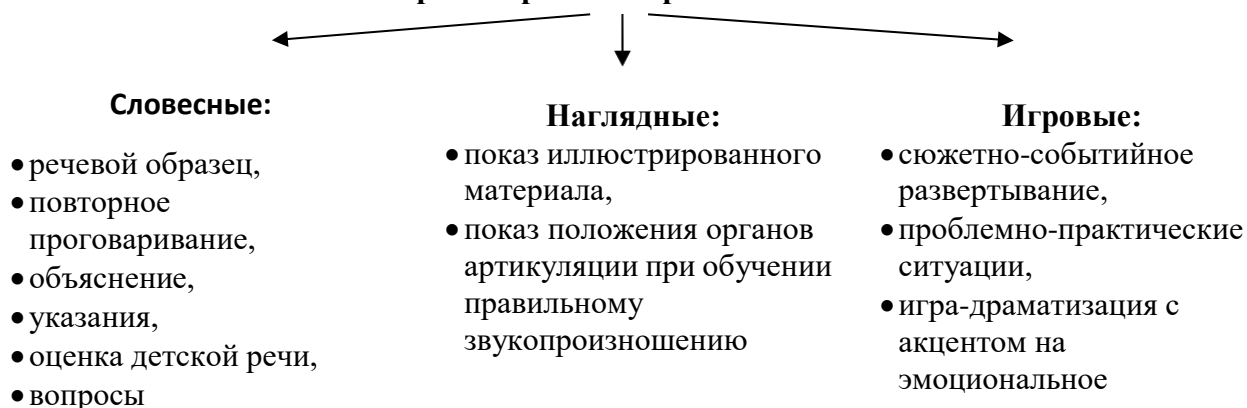 Словесные:
• речевой образец,
• повторное
проговаривание,
• объяснение,
• указания,
• оценка детской речи,
• вопросы
Наглядные:
• показ иллюстрированного
материала,
• показ положения органов
артикуляции при обучении
правильному
звукопроизношению
Игровые:
• сюжетно-событийное
развертывание,
• проблемно-практические
ситуации,
• игра-драматизация с
акцентом на
эмоциональное